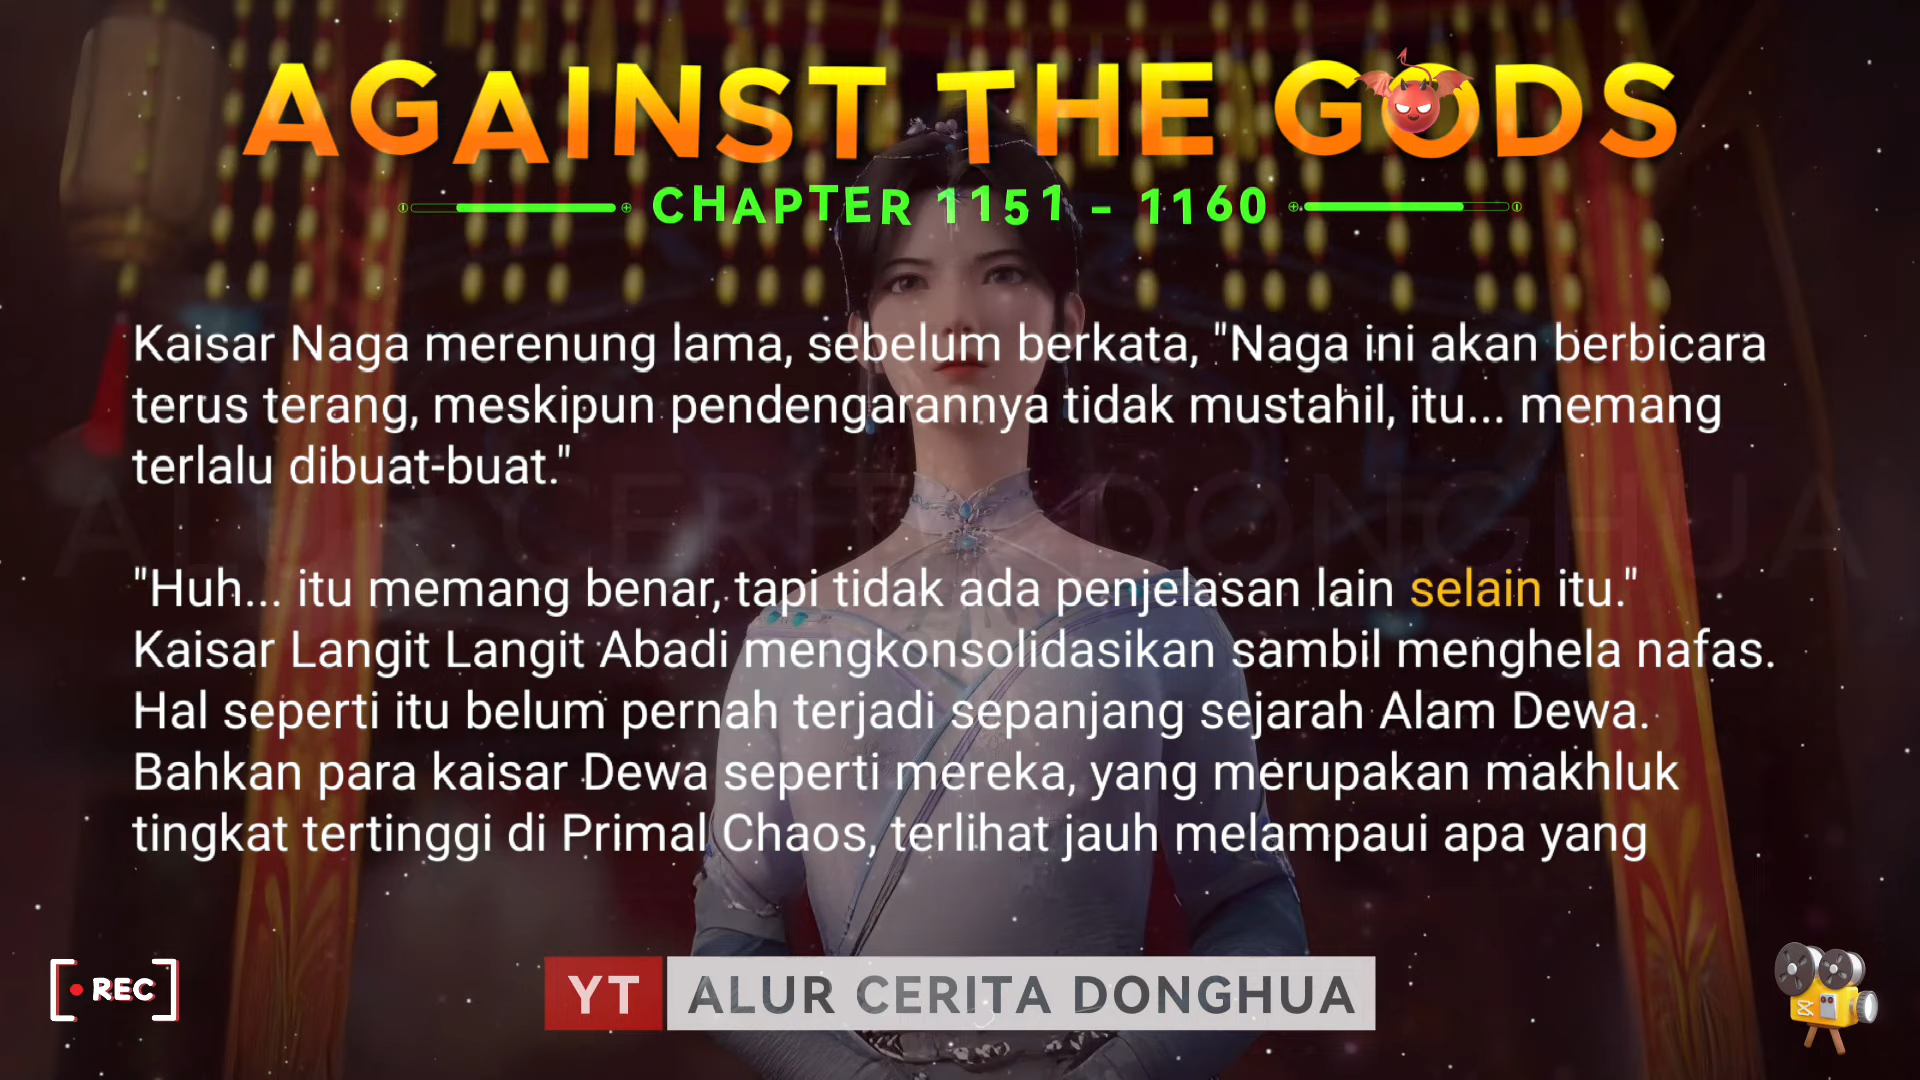 AGAINST THE GODS
CHAPTER 1151 - 1160
Kaisar Naga merenung lama, sebelum berkata, "Naga ini akan berbicara
terus terang, meskipun pendengarannya tidak mustahil, itu... memang
terlalu dibuat-buat."
ALUR CERITA DONGHUA
"Huh... itu memang benar, tapi tidak ada penjelasan lain selain itu."
Kaisar Langit Langit Abadi mengkonsolidasikan sambil menghela nafas.
Hal seperti itu belum pernah terjadi sepanjang sejarah Alam Dewa.
Bahkan para kaisar Dewa seperti mereka, yang merupakan makhluk
tingkat tertinggi di Primal Chaos, terlihat jauh melampaui apa yang
REC
YT ALUR CERITA DONGHUA